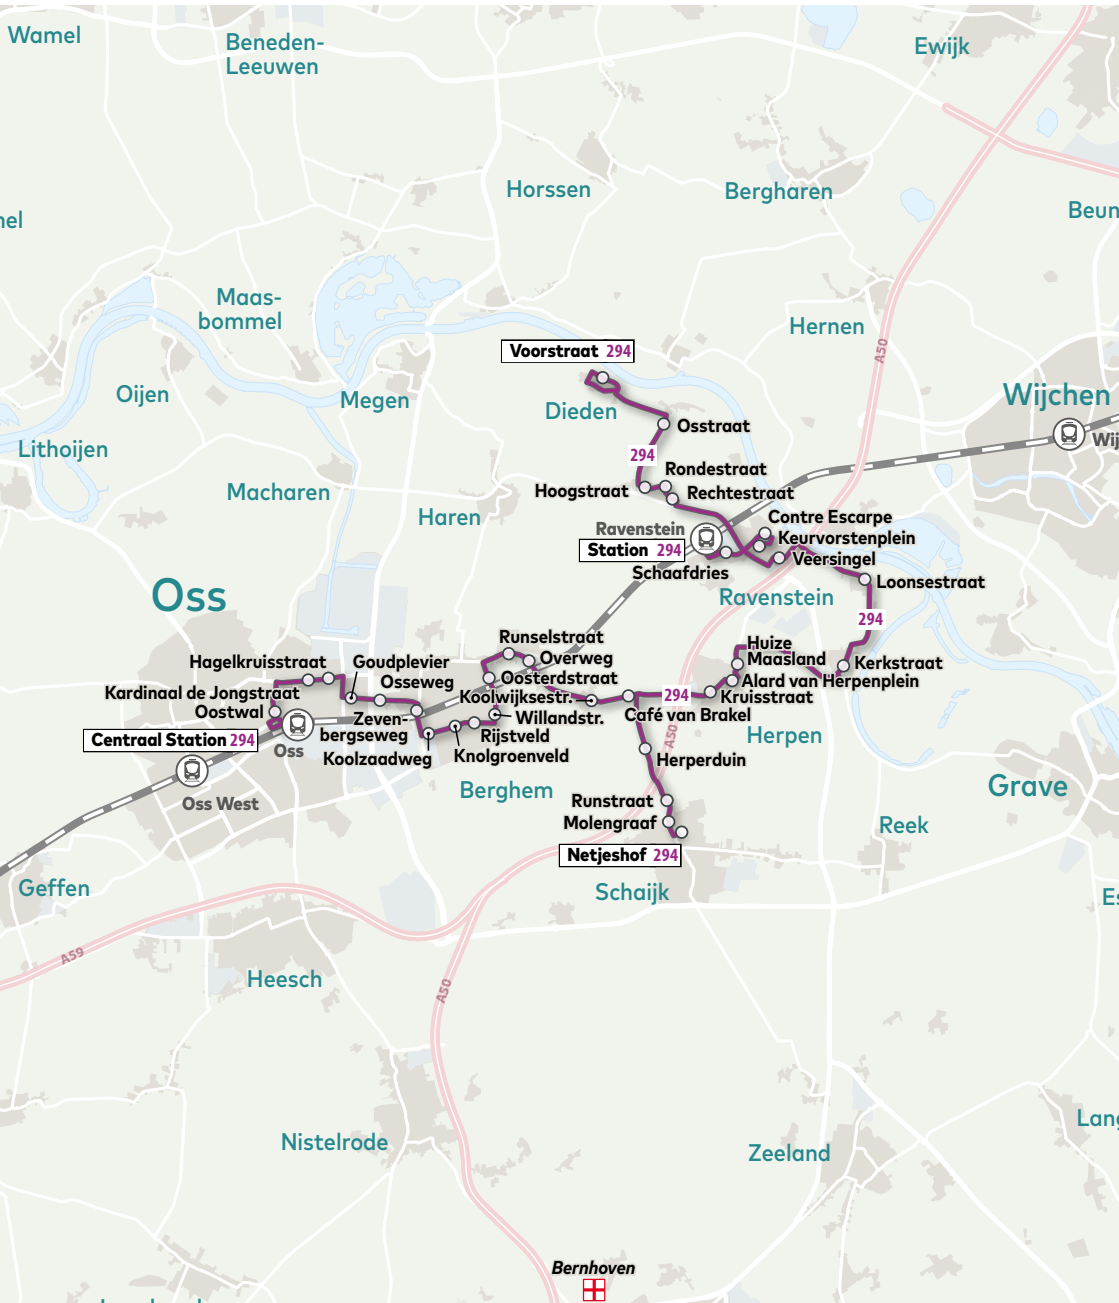 Wamel
Beneden-
Leeuwen
Ewijk
Horssen
Bergharen
Beun
nel
Maas-
bommel
Hernen
A50
Voorstraat 294
Oijen
Megen
Dieden
Wijchen
Osstraat
Wij
Lithoijen
294
Rondestraat
Hoogstraat
Rechtestraat
Macharen
Haren
Contre Escarpe
Ravenstein
Keurvorstenplein
Station 294
Veersingel
Schaafdries
Loonsestraat
Oss
Ravenstein
294
Runselstraat
Huize
Maasland
Hagelkruisstraat
Goudplevier
Overweg
Kerkstraat
Osseweg
Oosterdstraat
Alard van Herpenplein
Kardinaal de Jongstraat
Koolwijksestr.
294
Kruisstraat
Oostwal
Zeven-
bergseweg
Willandstr.
Café van Brakel
Centraal Station 294
Rijstveld
A50
Herpen
Oss
Koolzaadweg
Knolgroenveld
Herperduin
Oss West
Berghem
Grave
Runstraat
Molengraaf
Reek
Netjeshof 294
Geffen
Schaijk
Es
A59
Heesch
A50
Lang
Nistelrode
Zeeland
Bernhoven